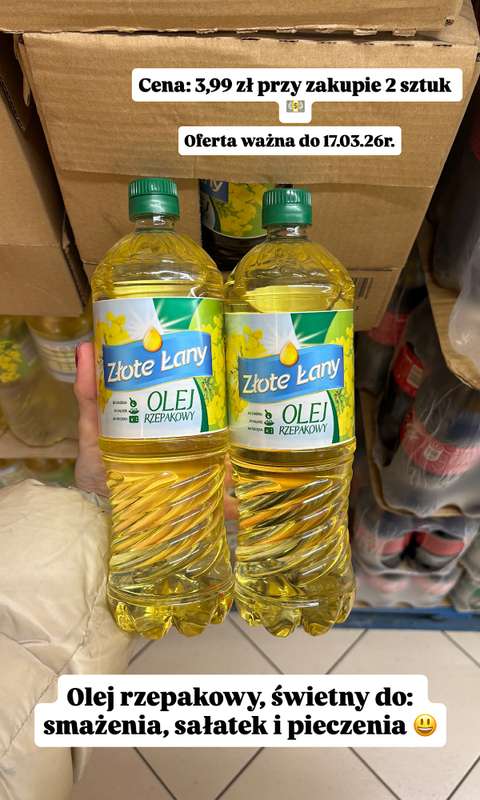 Cena: 3,99 zł przy zakupie 2 sztuk
💵
Oferta ważna do 17.03.26r.
Złote Łany
OLEJ
RZEPAKOWY
Złote Łany
OLEJ
RZEPAKOWY
Olej rzepakowy, świetny do:
smażenia, sałatek i pieczenia 😃